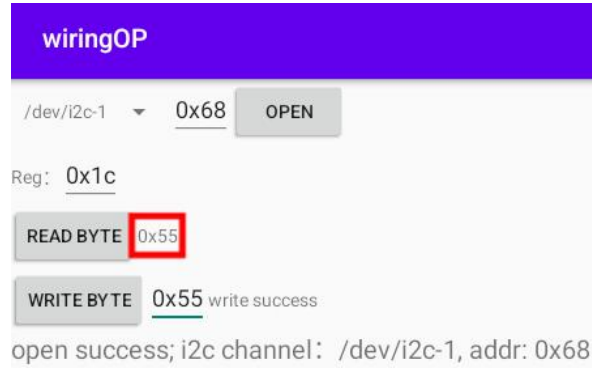 wiringOP
/dev/i2c-1 0x68 OPEN
Reg: 0x1c
READ BYTE 0x55
WRITE BYTE 0x55 write success
open success; i2c channel: /dev/i2c-1, addr: 0x68